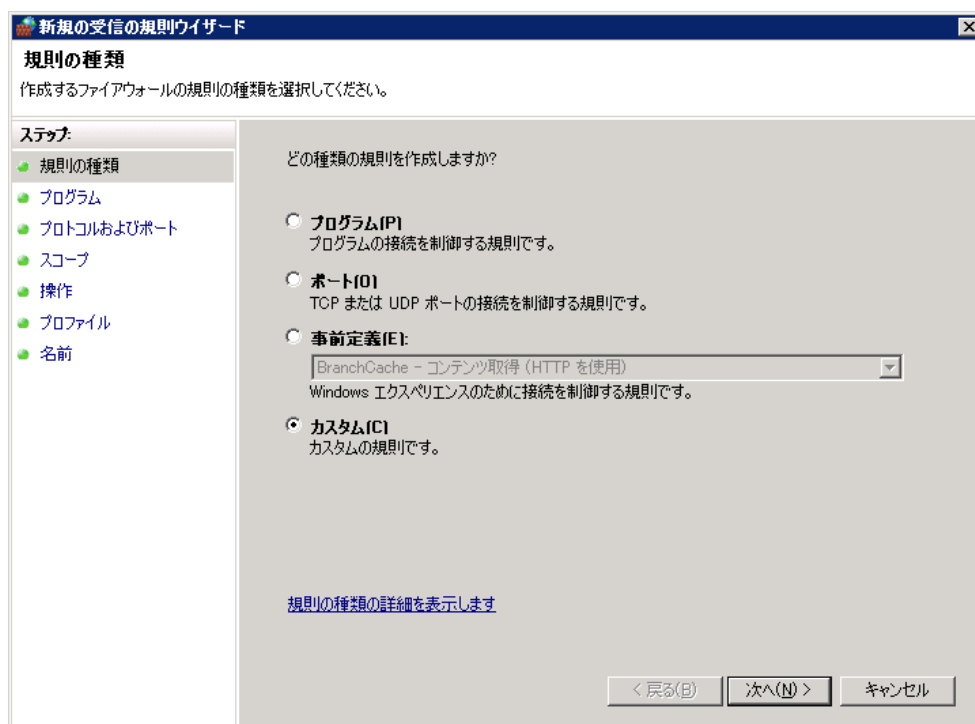 新規の受信の規則ウィザード
規則の種類
作成するファイアウォールの規則の種類を選択してください。
ステップ:
規則の種類
プログラム
プロトコルおよびポート
スコープ
操作
プロファイル
名前
どの種類の規則を作成しますか?
プログラム(P)
プログラムの接続を制御する規則です。
ポート(O)
TCP または UDP ポートの接続を制御する規則です。
事前定義(E):
BranchCache - コンテンツ取得 (HTTP を使用)
Windows エクスペリエンスのために接続を制御する規則です。
カスタム(C)
カスタムの規則です。
規則の種類の詳細を表示します
< 戻る(B)
次へ(N) >
キャンセル